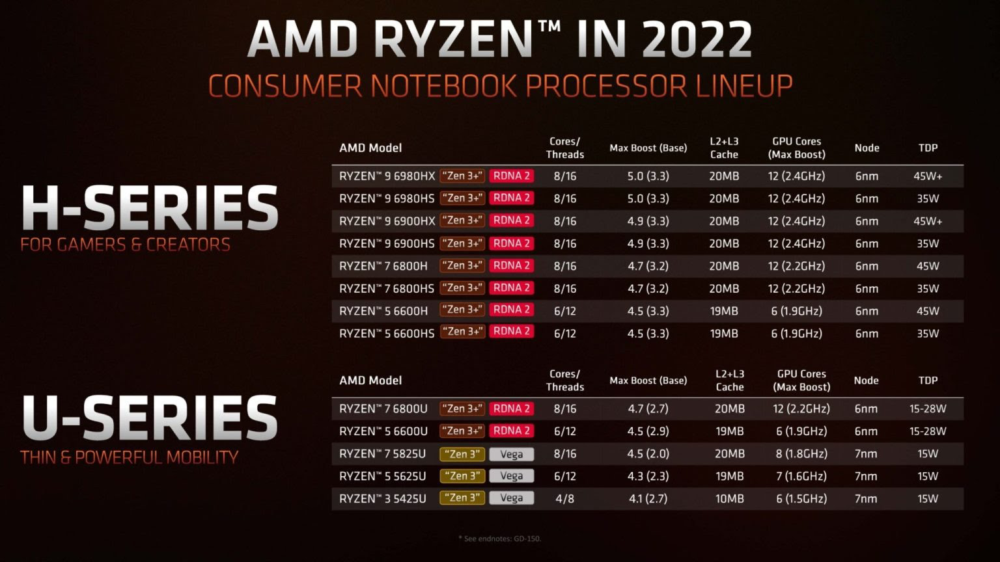 AMD RYZEN™ IN 2022
CONSUMER NOTEBOOK PROCESSOR LINEUP
H-SERIES
FOR GAMERS & CREATORS
AMD Model Cores/Threads Max Boost (Base) L2+L3 Cache GPU Cores (Max Boost) Node TDP
RYZEN™ 9 6980HX “Zen 3+” RDNA 2 8/16 5.0 (3.3) 20MB 12 (2.4GHz) 6nm 45W+
RYZEN™ 9 6980HS “Zen 3+” RDNA 2 8/16 5.0 (3.3) 20MB 12 (2.4GHz) 6nm 35W
RYZEN™ 9 6900HX “Zen 3+” RDNA 2 8/16 4.9 (3.3) 20MB 12 (2.4GHz) 6nm 45W+
RYZEN™ 9 6900HS “Zen 3+” RDNA 2 8/16 4.9 (3.3) 20MB 12 (2.4GHz) 6nm 35W
RYZEN™ 7 6800H “Zen 3+” RDNA 2 8/16 4.7 (3.2) 20MB 12 (2.2GHz) 6nm 45W
RYZEN™ 7 6800HS “Zen 3+” RDNA 2 8/16 4.7 (3.2) 20MB 12 (2.2GHz) 6nm 35W
RYZEN™ 5 6600H “Zen 3+” RDNA 2 6/12 4.5 (3.3) 19MB 6 (1.9GHz) 6nm 45W
RYZEN™ 5 6600HS “Zen 3+” RDNA 2 6/12 4.5 (3.3) 19MB 6 (1.9GHz) 6nm 35W
U-SERIES
THIN & POWERFUL MOBILITY
AMD Model Cores/Threads Max Boost (Base) L2+L3 Cache GPU Cores (Max Boost) Node TDP
RYZEN™ 7 6800U “Zen 3+” RDNA 2 8/16 4.7 (2.7) 20MB 12 (2.2GHz) 6nm 15-28W
RYZEN™ 5 6600U “Zen 3+” RDNA 2 6/12 4.5 (2.9) 19MB 6 (1.9GHz) 6nm 15-28W
RYZEN™ 7 5825U “Zen 3” Vega 8/16 4.5 (2.0) 20MB 8 (1.8GHz) 7nm 15W
RYZEN™ 5 5625U “Zen 3” Vega 6/12 4.3 (2.3) 19MB 7 (1.6GHz) 7nm 15W
RYZEN™ 3 5425U “Zen 3” Vega 4/8 4.1 (2.7) 10MB 6 (1.5GHz) 7nm 15W
* See endnotes: GD-150.